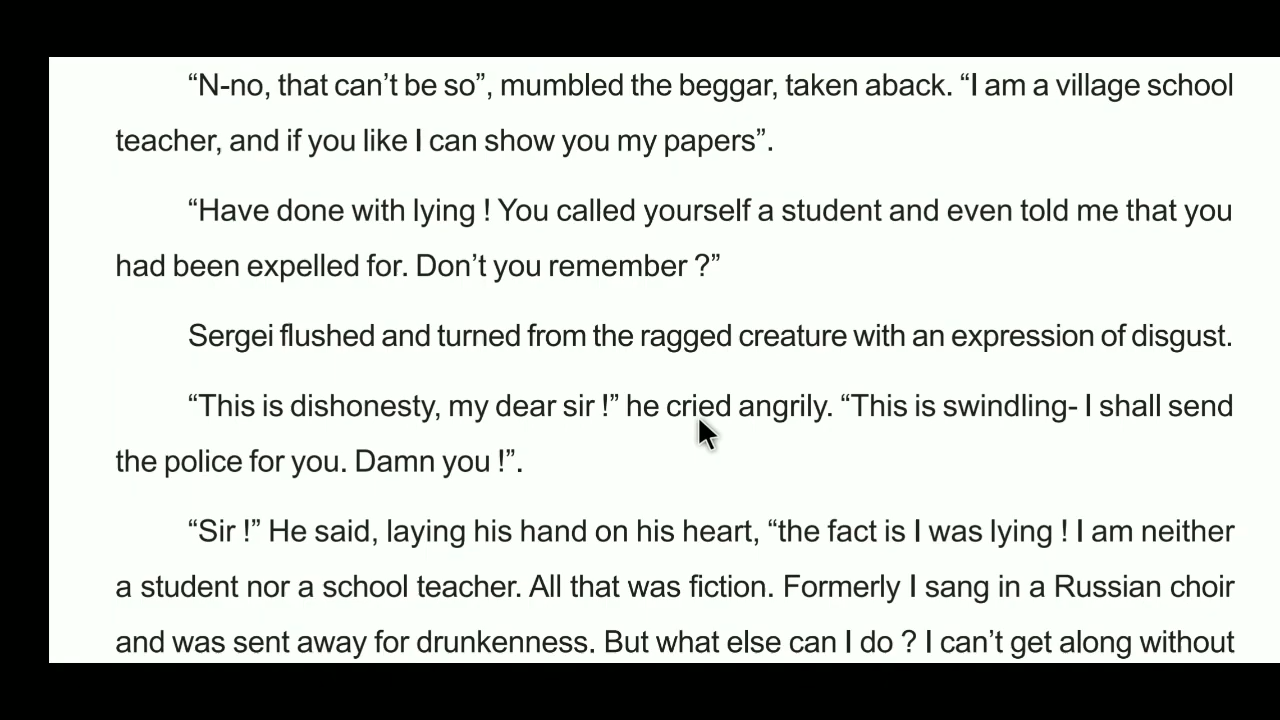 “N-no, that can’t be so”, mumbled the beggar, taken aback. “I am a village school
teacher, and if you like I can show you my papers”.
“Have done with lying ! You called yourself a student and even told me that you
had been expelled for. Don’t you remember ?”
Sergei flushed and turned from the ragged creature with an expression of disgust.
“This is dishonesty, my dear sir !” he cried angrily. “This is swindling- I shall send
the police for you. Damn you !”.
“Sir !” He said, laying his hand on his heart, “the fact is I was lying ! I am neither
a student nor a school teacher. All that was fiction. Formerly I sang in a Russian choir
and was sent away for drunkenness. But what else can I do ? I can’t get along without